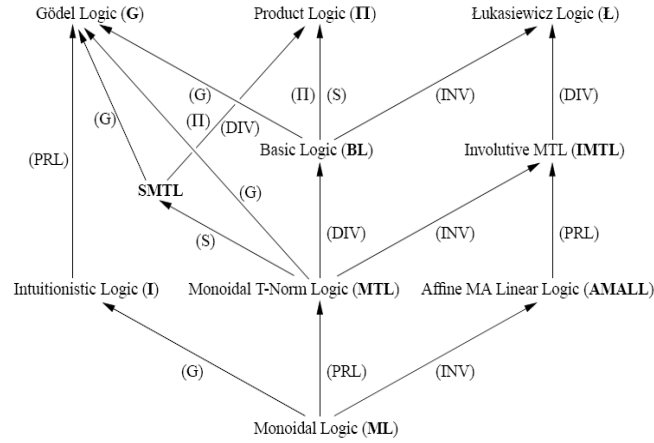 Gödel Logic (G)
Product Logic (Π)
Łukasiewicz Logic (Ł)
(G)
(Π)
(S)
(INV)
(DIV)
(G)
(Π)
(DIV)
Basic Logic (BL)
Involutive MTL (IMTL)
(PRL)
SMTL
(G)
(S)
(DIV)
(INV)
(PRL)
Intuitionistic Logic (I)
Monoidal T-Norm Logic (MTL)
Affine MA Linear Logic (AMALL)
(G)
(PRL)
(INV)
Monoidal Logic (ML)